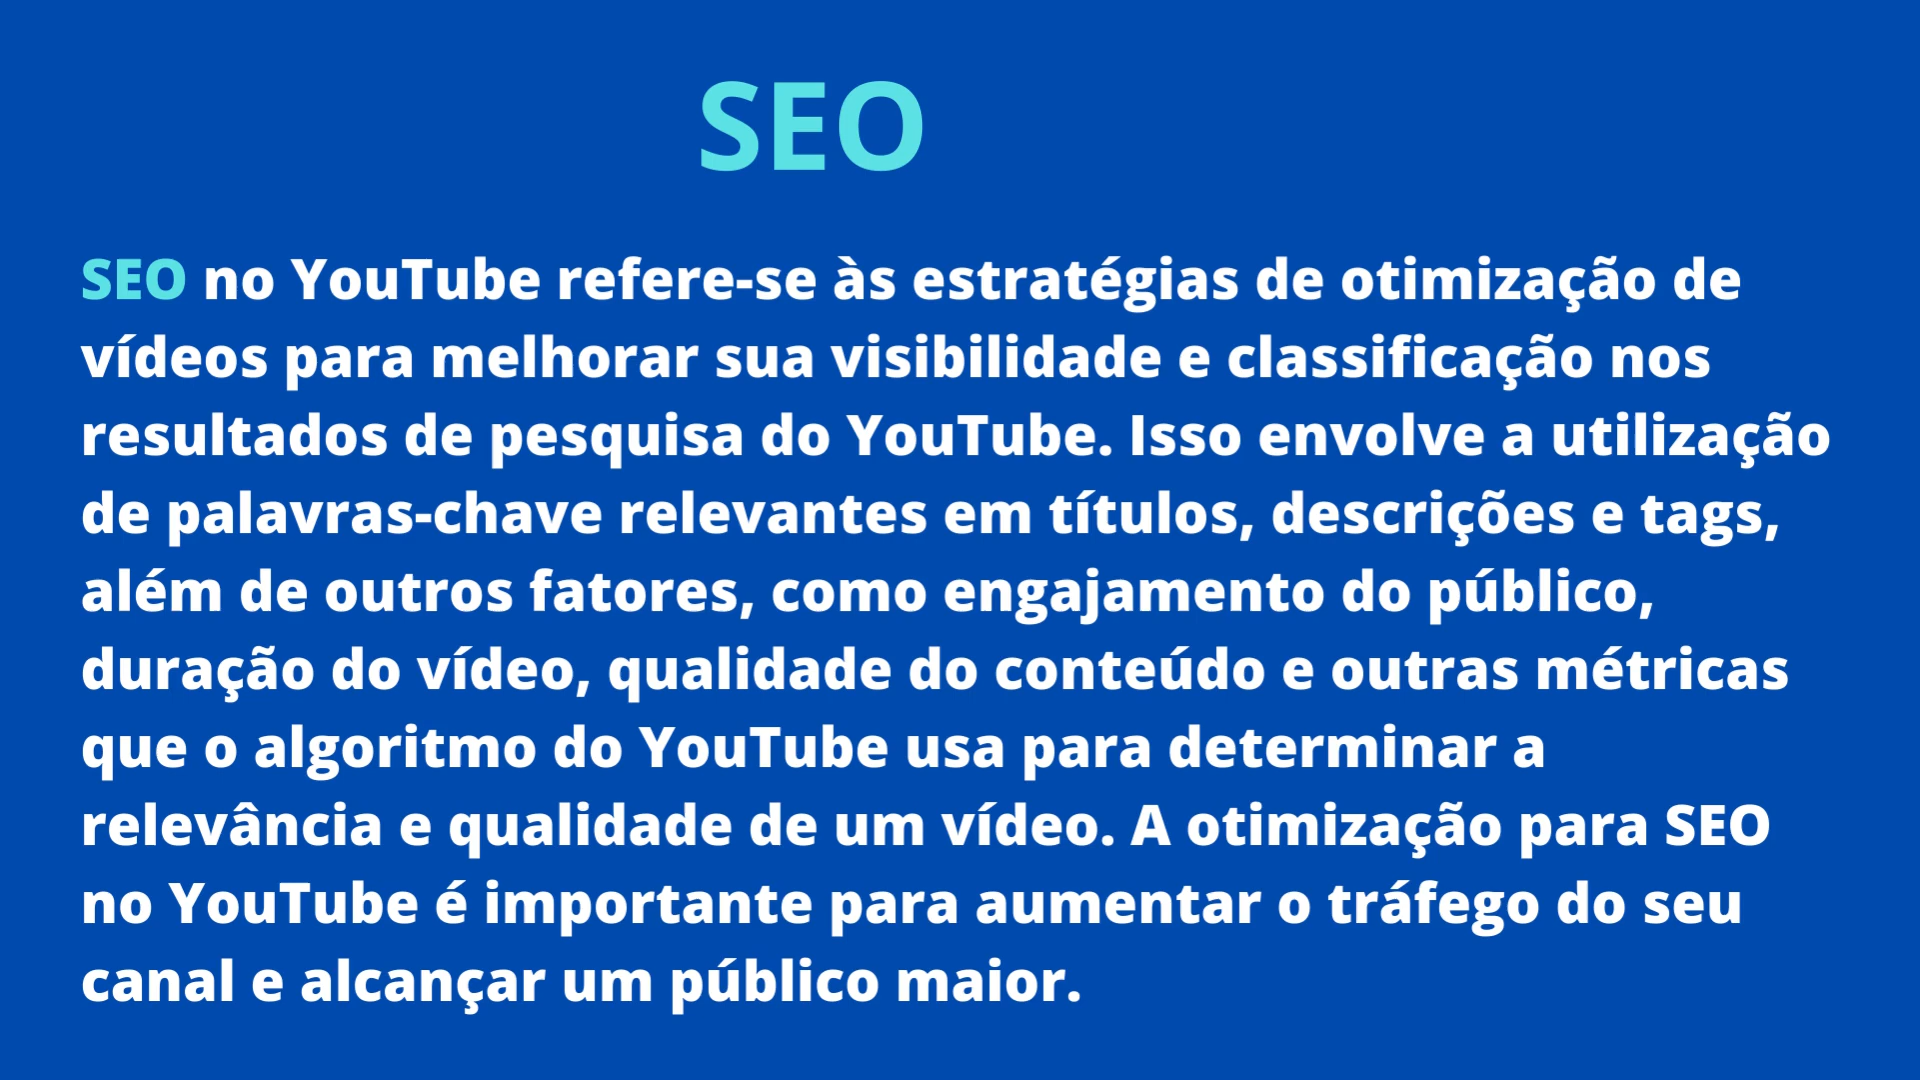 SEO
SEO no YouTube refere-se às estratégias de otimização de
vídeos para melhorar sua visibilidade e classificação nos
resultados de pesquisa do YouTube. Isso envolve a utilização
de palavras-chave relevantes em títulos, descrições e tags,
além de outros fatores, como engajamento do público,
duração do vídeo, qualidade do conteúdo e outras métricas
que o algoritmo do YouTube usa para determinar a
relevância e qualidade de um vídeo. A otimização para SEO
no YouTube é importante para aumentar o tráfego do seu
canal e alcançar um público maior.